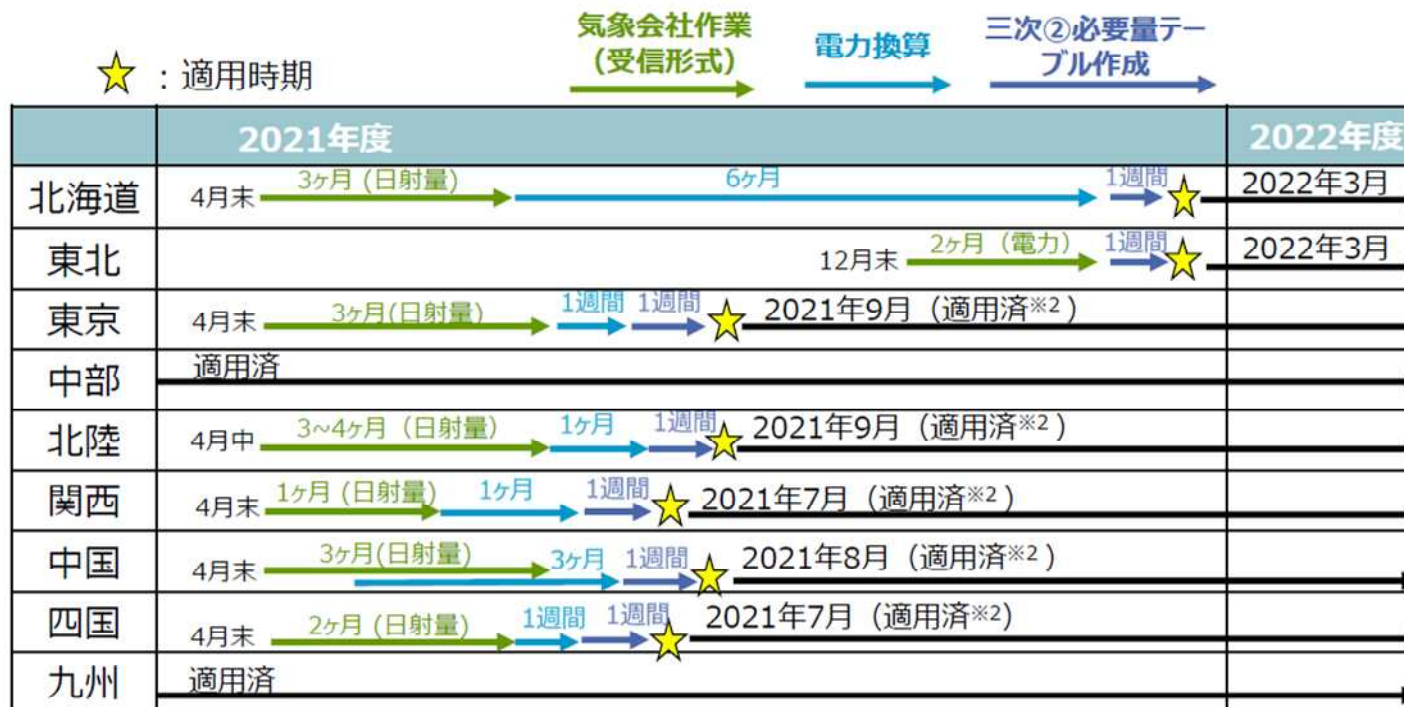 気象会社作業
(受信形式)
電力換算
三次②必要量テー
ブル作成
：適用時期
2021年度 2022年度
北海道 4月末 3ヶ月 (日射量) 6ヶ月 1週間 2022年3月
東北 12月末 2ヶ月（電力） 1週間 2022年3月
東京 4月末 3ヶ月(日射量) 1週間 1週間 2021年9月（適用済※2）
中部 適用済
北陸 4月中 3~4ヶ月（日射量） 1ヶ月 1週間 2021年9月（適用済※2）
関西 4月末 1ヶ月 (日射量) 1ヶ月 1週間 2021年7月（適用済※2）
中国 4月末 3ヶ月(日射量) 3ヶ月 1週間 2021年8月（適用済※2）
四国 4月末 2ヶ月 (日射量) 1週間 1週間 2021年7月（適用済※2)
九州 適用済